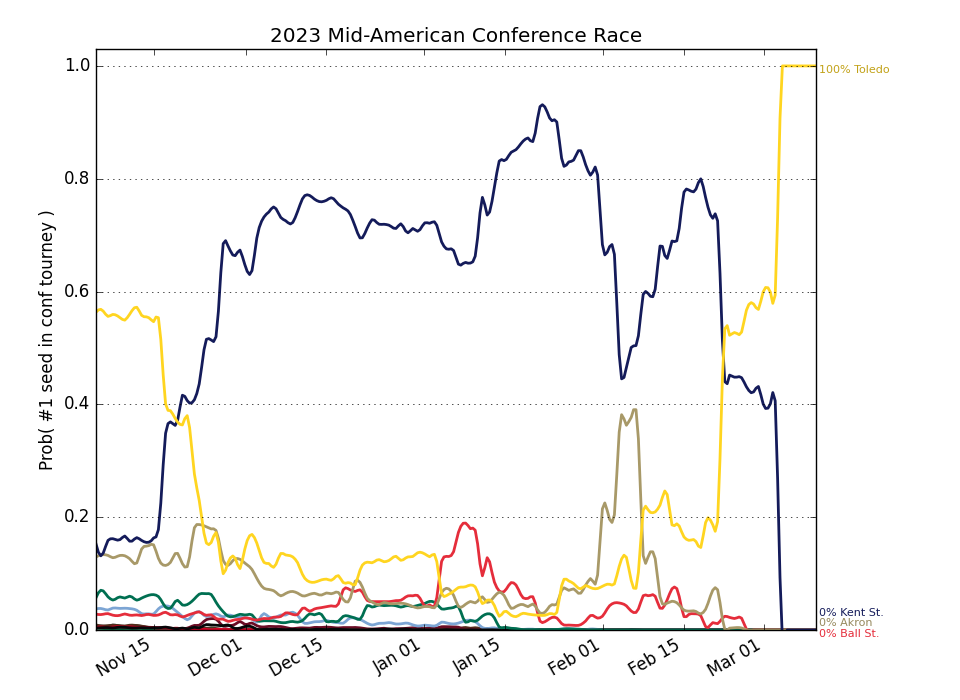 2023 Mid-American Conference Race
Prob( #1 seed in conf tourney )
1.0
0.8
0.6
0.4
0.2
0.0
100% Toledo
0% Kent St.
0% Akron
0% Ball St.
Nov 15
Dec 01
Dec 15
Jan 01
Jan 15
Feb 01
Feb 15
Mar 01